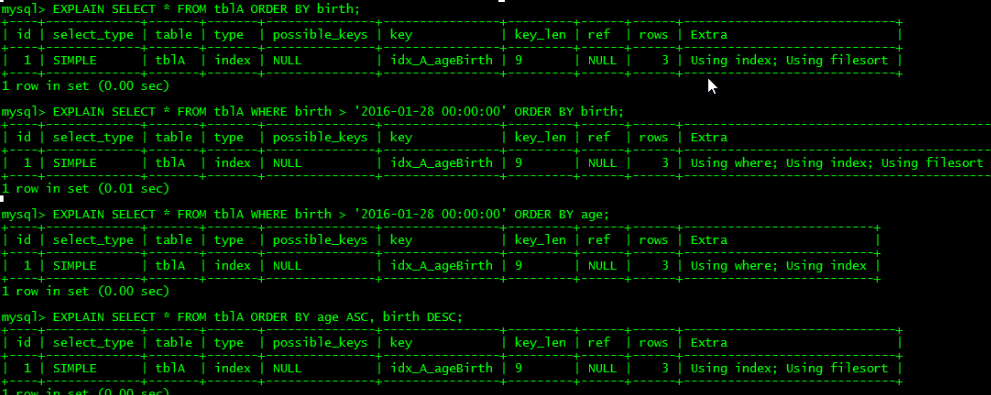 mysql> EXPLAIN SELECT * FROM tblA ORDER BY birth;
+----+-------------+-------+-------+---------------+----------------+---------+------+------+-----------------------------+
| id | select_type | table | type | possible_keys | key | key_len | ref | rows | Extra |
+----+-------------+-------+-------+---------------+----------------+---------+------+------+-----------------------------+
| 1 | SIMPLE | tblA | index | NULL | idx_A_ageBirth | 9 | NULL | 3 | Using index; Using filesort |
+----+-------------+-------+-------+---------------+----------------+---------+------+------+-----------------------------+
1 row in set (0.00 sec)
mysql> EXPLAIN SELECT * FROM tblA WHERE birth > '2016-01-28 00:00:00' ORDER BY birth;
+----+-------------+-------+-------+---------------+----------------+---------+------+------+------------------------------------------
| id | select_type | table | type | possible_keys | key | key_len | ref | rows | Extra
+----+-------------+-------+-------+---------------+----------------+---------+------+------+------------------------------------------
| 1 | SIMPLE | tblA | index | NULL | idx_A_ageBirth | 9 | NULL | 3 | Using where; Using index; Using filesort
+----+-------------+-------+-------+---------------+----------------+---------+------+------+------------------------------------------
1 row in set (0.01 sec)
mysql> EXPLAIN SELECT * FROM tblA WHERE birth > '2016-01-28 00:00:00' ORDER BY age;
+----+-------------+-------+-------+---------------+----------------+---------+------+------+--------------------------+
| id | select_type | table | type | possible_keys | key | key_len | ref | rows | Extra |
+----+-------------+-------+-------+---------------+----------------+---------+------+------+--------------------------+
| 1 | SIMPLE | tblA | index | NULL | idx_A_ageBirth | 9 | NULL | 3 | Using where; Using index |
+----+-------------+-------+-------+---------------+----------------+---------+------+------+--------------------------+
1 row in set (0.00 sec)
mysql> EXPLAIN SELECT * FROM tblA ORDER BY age ASC, birth DESC;
+----+-------------+-------+-------+---------------+----------------+---------+------+------+-----------------------------+
| id | select_type | table | type | possible_keys | key | key_len | ref | rows | Extra |
+----+-------------+-------+-------+---------------+----------------+---------+------+------+-----------------------------+
| 1 | SIMPLE | tblA | index | NULL | idx_A_ageBirth | 9 | NULL | 3 | Using index; Using filesort |
+----+-------------+-------+-------+---------------+----------------+---------+------+------+-----------------------------+
1 row in set (0.00 sec)